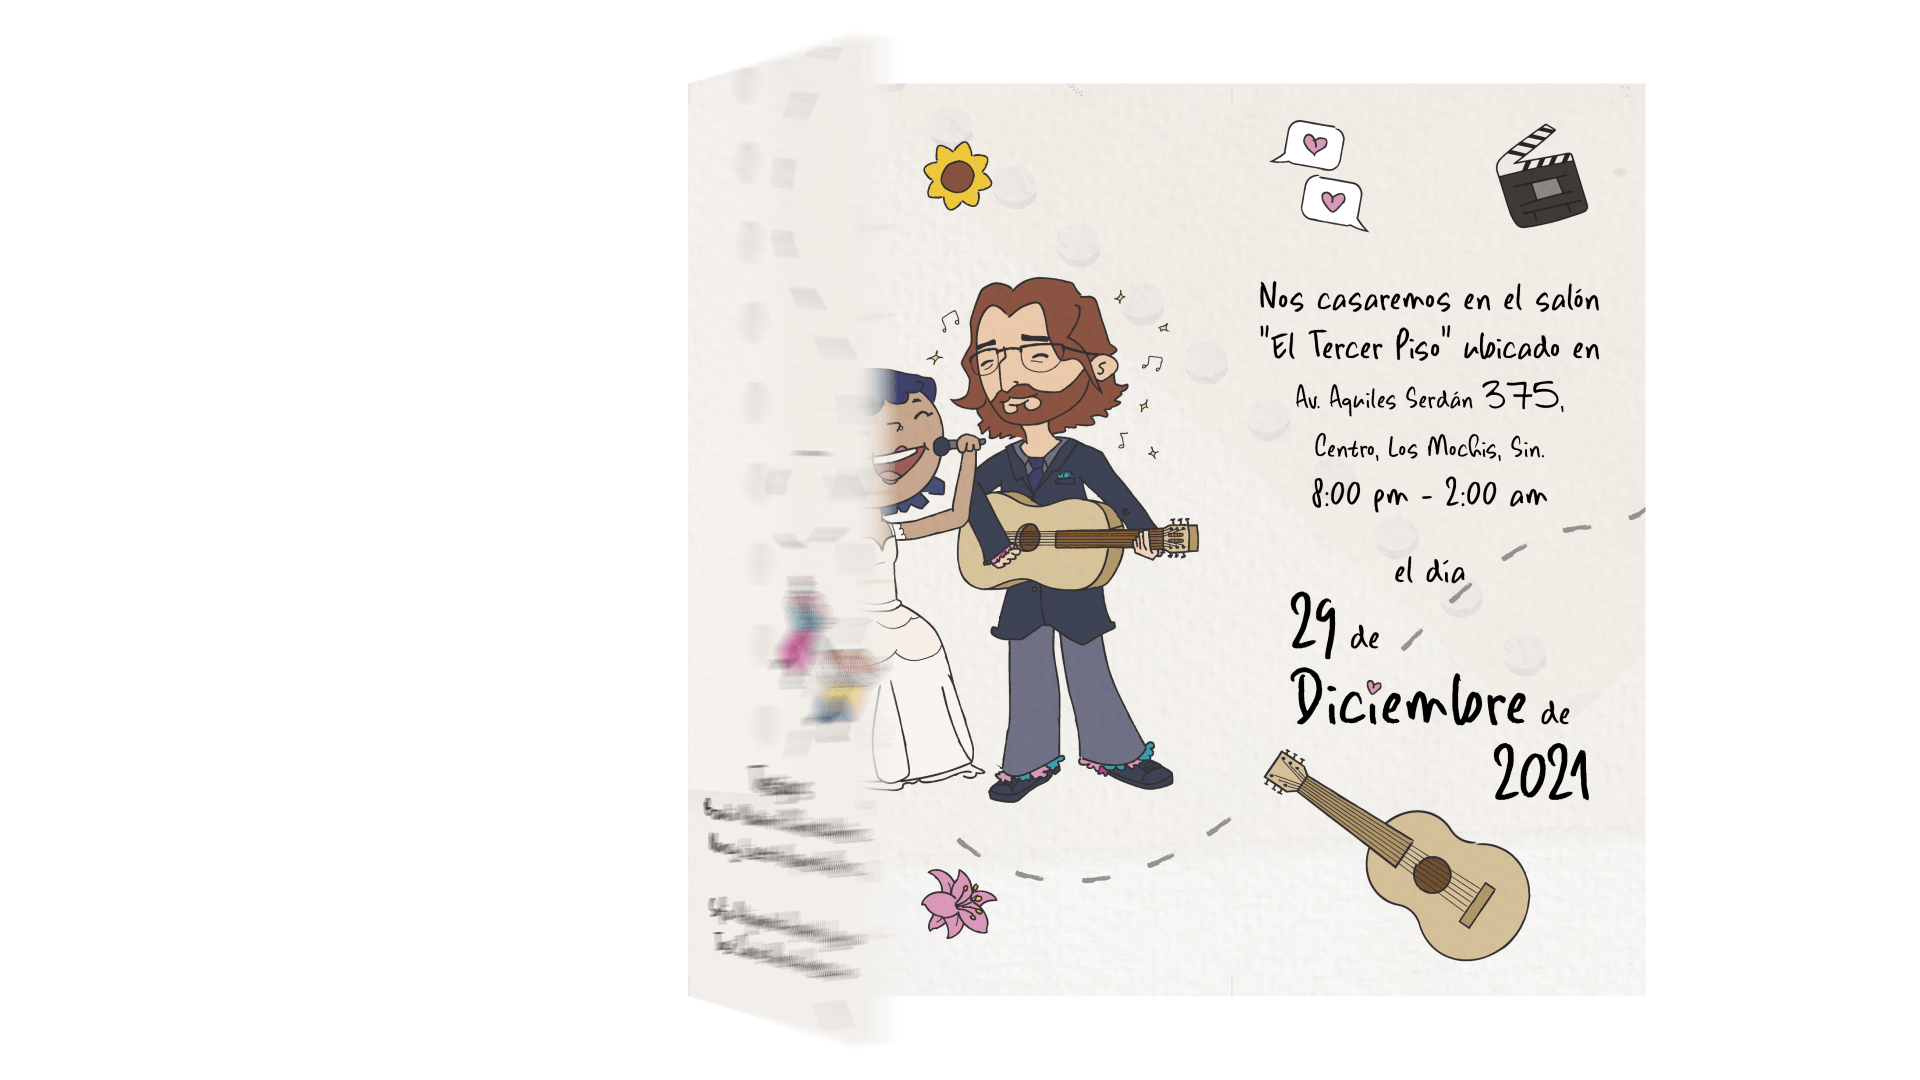 Nos casaremos en el salón
"El Tercer Piso" ubicado en
Av. Aquiles Serdán 375,
Centro, Los Mochis, Sin.
8:00 pm - 2:00 am
el día
29 de
Diciembre de
2021